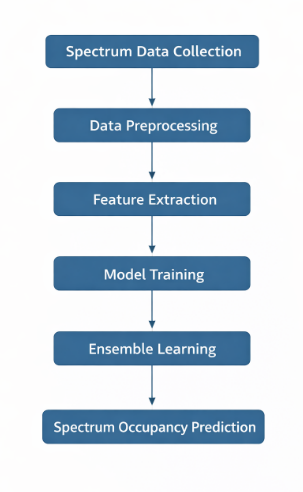 Spectrum Data Collection
Data Preprocessing
Feature Extraction
Model Training
Ensemble Learning
Spectrum Occupancy Prediction